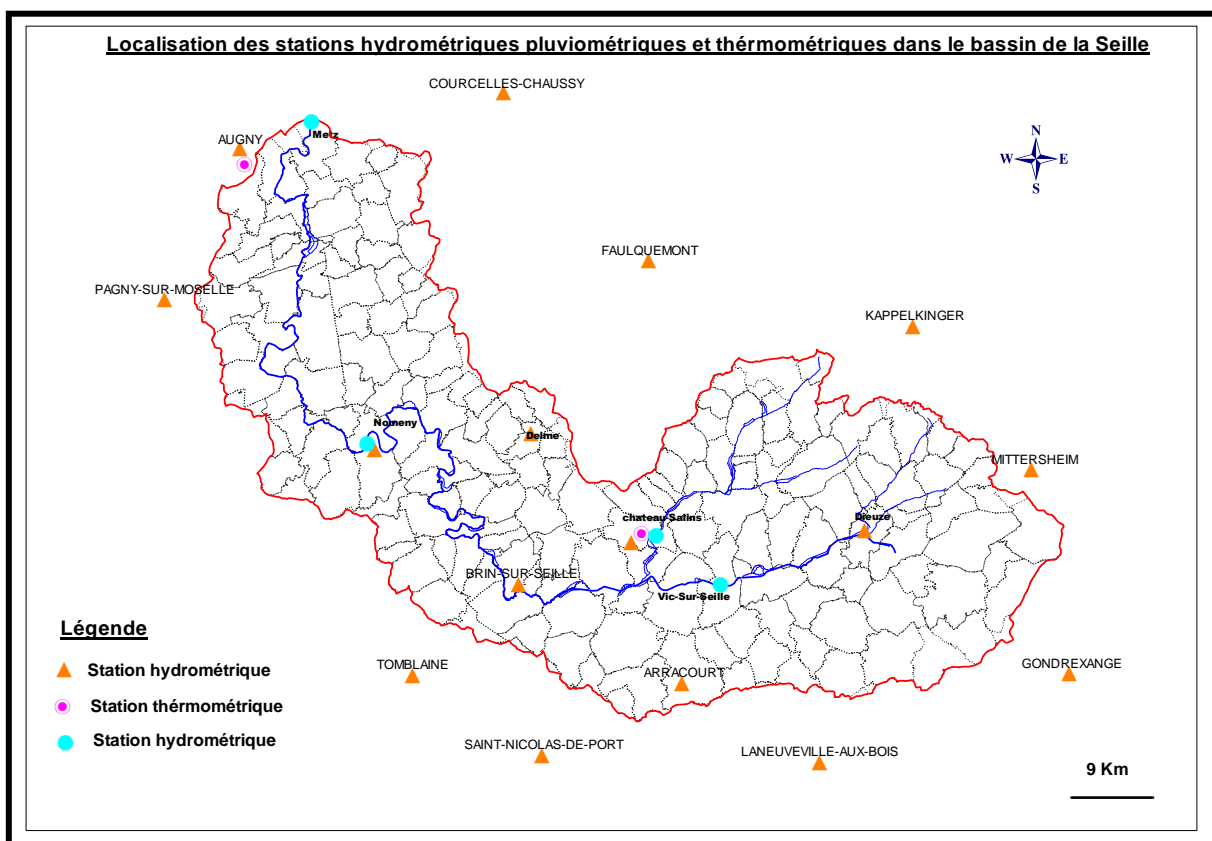 Localisation des stations hydrométriques pluviométriques et thérmométriques dans le bassin de la Seille
COURCELLES-CHAUSSY
Metz
AUGNY
N
W E
S
FAULQUEMONT
PAGNY-SUR-MOSELLE
KAPPELKINGER
Nomeny
Delme
MITTERSHEIM
chateau-Salins
Dieuze
BRIN-SUR-SEILLE
Vic-Sur-Seille
Légende
Station hydrométrique
TOMBLAINE
ARRACOURT
GONDREXANGE
Station thérmométrique
Station hydrométrique
SAINT-NICOLAS-DE-PORT
LANEUVEVILLE-AUX-BOIS
9 Km